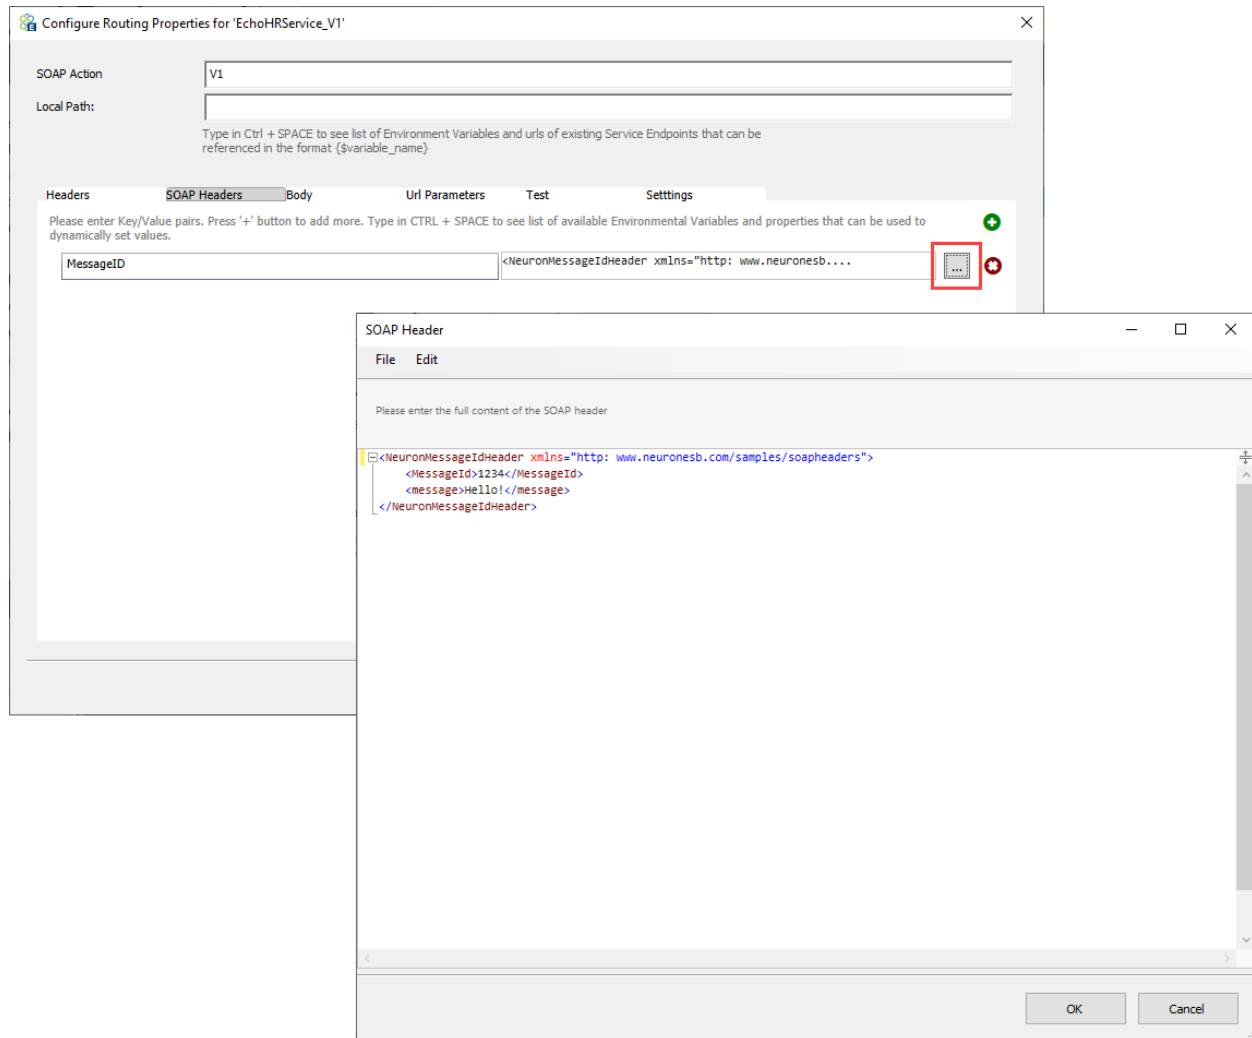 Configure Routing Properties for 'EchoHRService_V1'
SOAP Action
V1
Local Path:
Type in Ctrl + SPACE to see list of Environment Variables and urls of existing Service Endpoints that can be
referenced in the format {$variable_name}
Headers SOAP Headers Body Url Parameters Test Setttings
Please enter Key/Value pairs. Press '+' button to add more. Type in CTRL + SPACE to see list of available Environmental Variables and properties that can be used to
dynamically set values.
MessageID <NeuronMessageIdHeader xmlns="http: www.neuronesb.... ...
SOAP Header
File Edit
Please enter the full content of the SOAP header
<NeuronMessageIdHeader xmlns="http: www.neuronesb.com/samples/soapheaders">
<MessageId>1234</MessageId>
<message>Hello!</message>
</NeuronMessageIdHeader>
OK Cancel